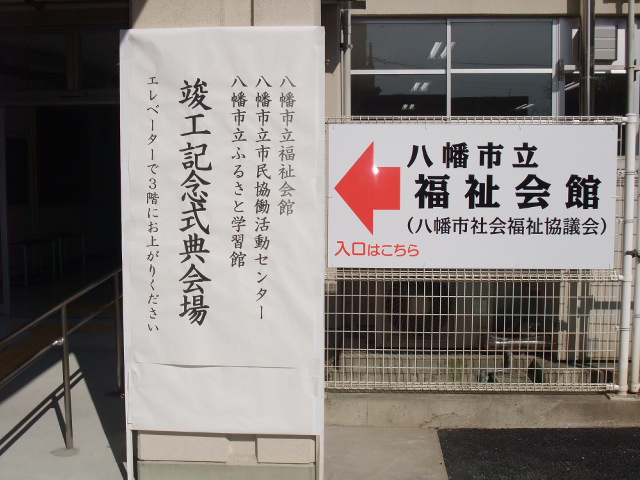 八幡市立福祉会館
八幡市立市民協働活動センター
八幡市立ふるさと学習館
竣工記念式典会場
エレベーターで3階にお上がりください
八幡市立
福祉会館
(八幡市社会福祉協議会)
入口はこちら